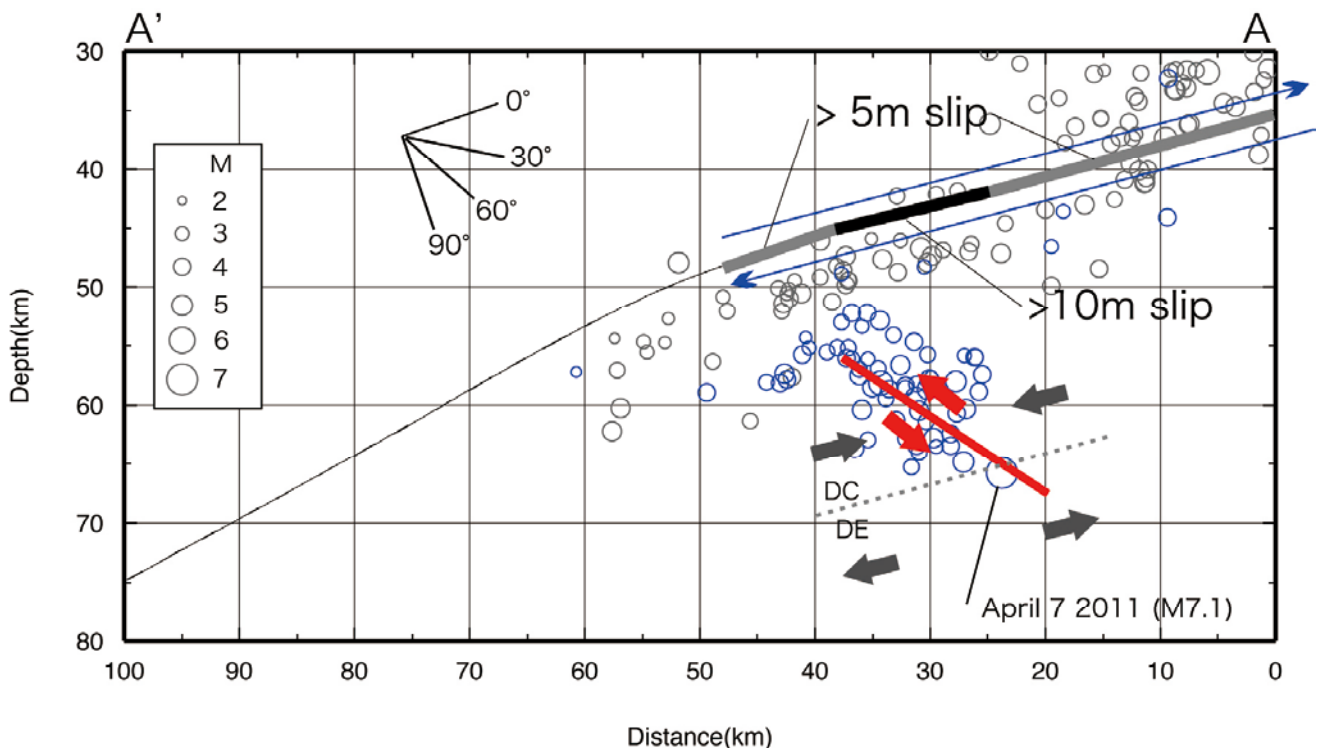 A’
A
30
40
50
60
70
80
Depth(km)
M
2
3
4
5
6
7
0°
30°
60°
90°
> 5m slip
>10m slip
DC
DE
April 7 2011 (M7.1)
100 90 80 70 60 50 40 30 20 10 0
Distance(km)